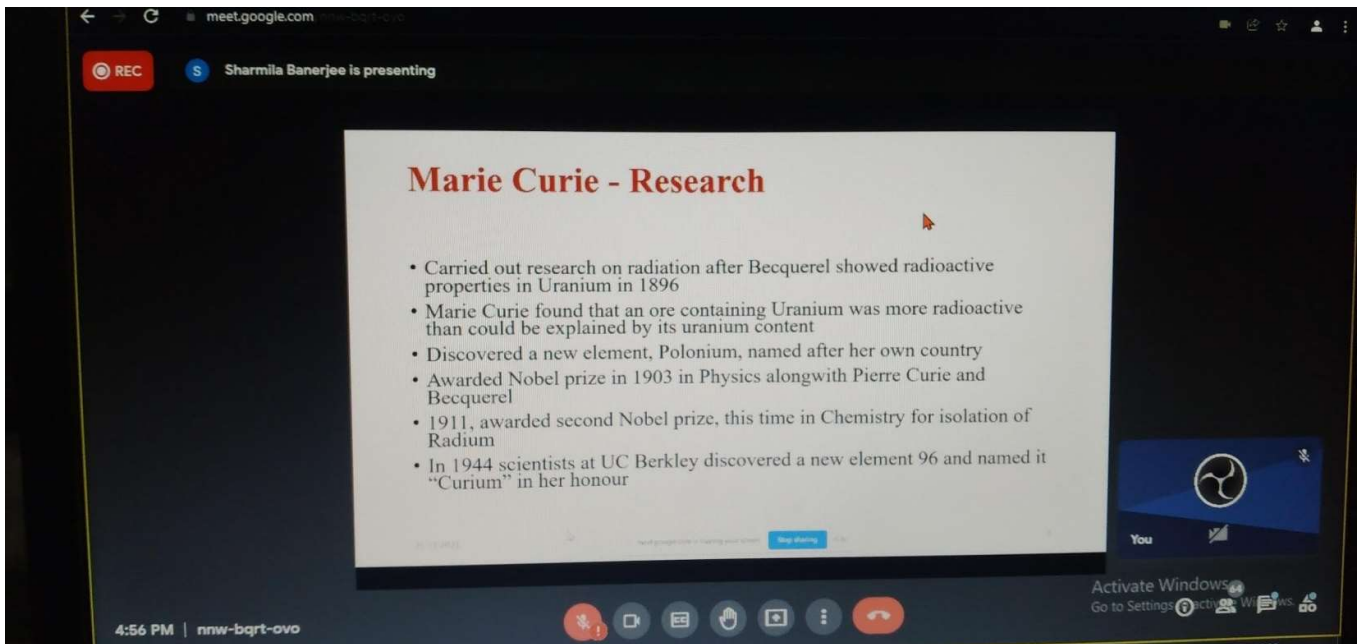 meet.google.com/nnw-bqrt-ovo
REC
S
Sharmila Banerjee is presenting
Marie Curie - Research
• Carried out research on radiation after Becquerel showed radioactive
properties in Uranium in 1896
• Marie Curie found that an ore containing Uranium was more radioactive
than could be explained by its uranium content
• Discovered a new element, Polonium, named after her own country
• Awarded Nobel prize in 1903 in Physics alongwith Pierre Curie and
Becquerel
• 1911, awarded second Nobel prize, this time in Chemistry for isolation of
Radium
• In 1944 scientists at UC Berkley discovered a new element 96 and named it
“Curium” in her honour
Stop sharing
You
Activate Windows
64
Go to Settings
4:56 PM | nnw-bqrt-ovo